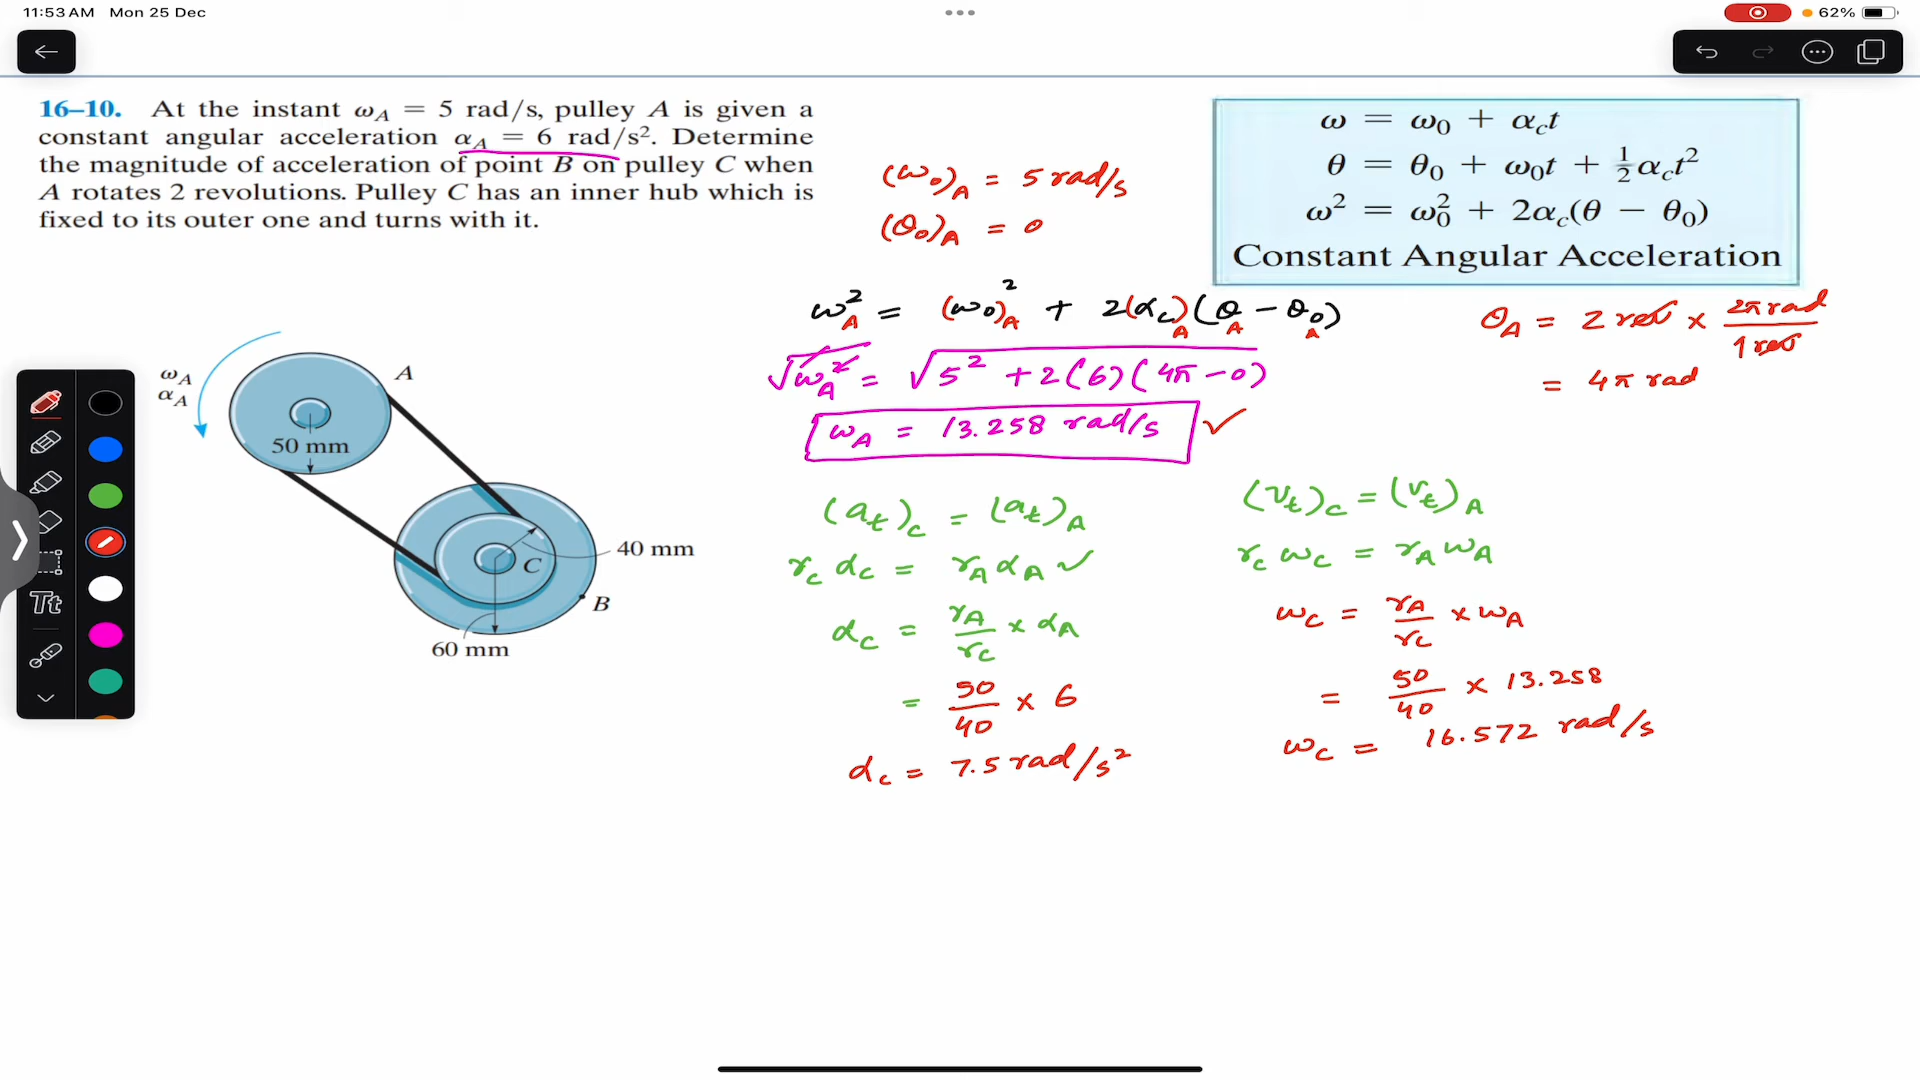 11:53 AM Mon 25 Dec
62%
16–10. At the instant ωA = 5 rad/s, pulley A is given a
constant angular acceleration αA = 6 rad/s². Determine
the magnitude of acceleration of point B on pulley C when
A rotates 2 revolutions. Pulley C has an inner hub which is
fixed to its outer one and turns with it.
ω = ω0 + αct
θ = θ0 + ω0t + 1/2 αct²
ω² = ω0² + 2αc(θ − θ0)
Constant Angular Acceleration
(ω0)A = 5 rad/s
(θ0)A = 0
ωA² = (ω0)A² + 2(αc)A(θA − θ0A)
√ωA² = √5² + 2(6)(4π − 0)
ωA = 13.258 rad/s ✓
θA = 2 rev × 2π rad / 1 rev
= 4π rad
ωA
αA
A
50 mm
40 mm
C
B
60 mm
(at)C = (at)A
rC αC = rA αA ✓
αC = rA/rC × αA
= 50/40 × 6
αC = 7.5 rad/s²
(vt)C = (vt)A
rC ωC = rA ωA
ωC = rA/rC × ωA
= 50/40 × 13.258
ωC = 16.572 rad/s
Tt